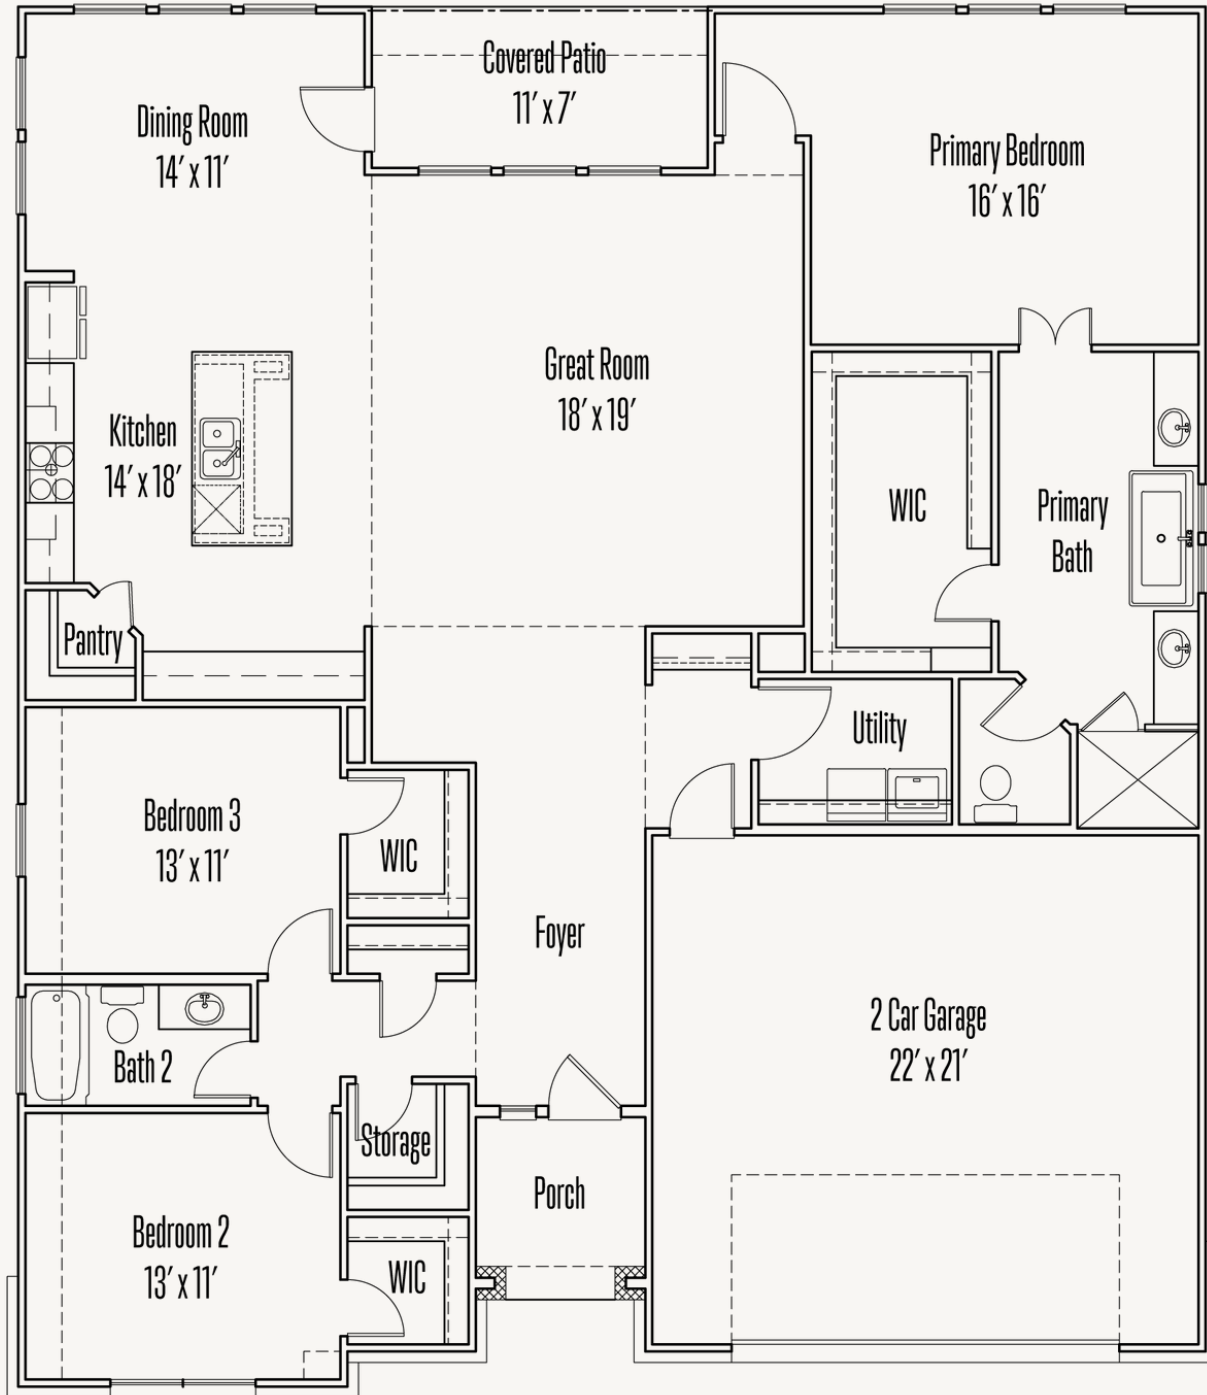 Covered Patio
11' x 7'
Dining Room
14' x 11'
Primary Bedroom
16' x 16'
Great Room
18' x 19'
Kitchen
14' x 18'
WIC
Primary
Bath
Pantry
Utility
Bedroom 3
13' x 11'
WIC
Foyer
2 Car Garage
22' x 21'
Bath 2
Storage
Porch
Bedroom 2
13' x 11'
WIC